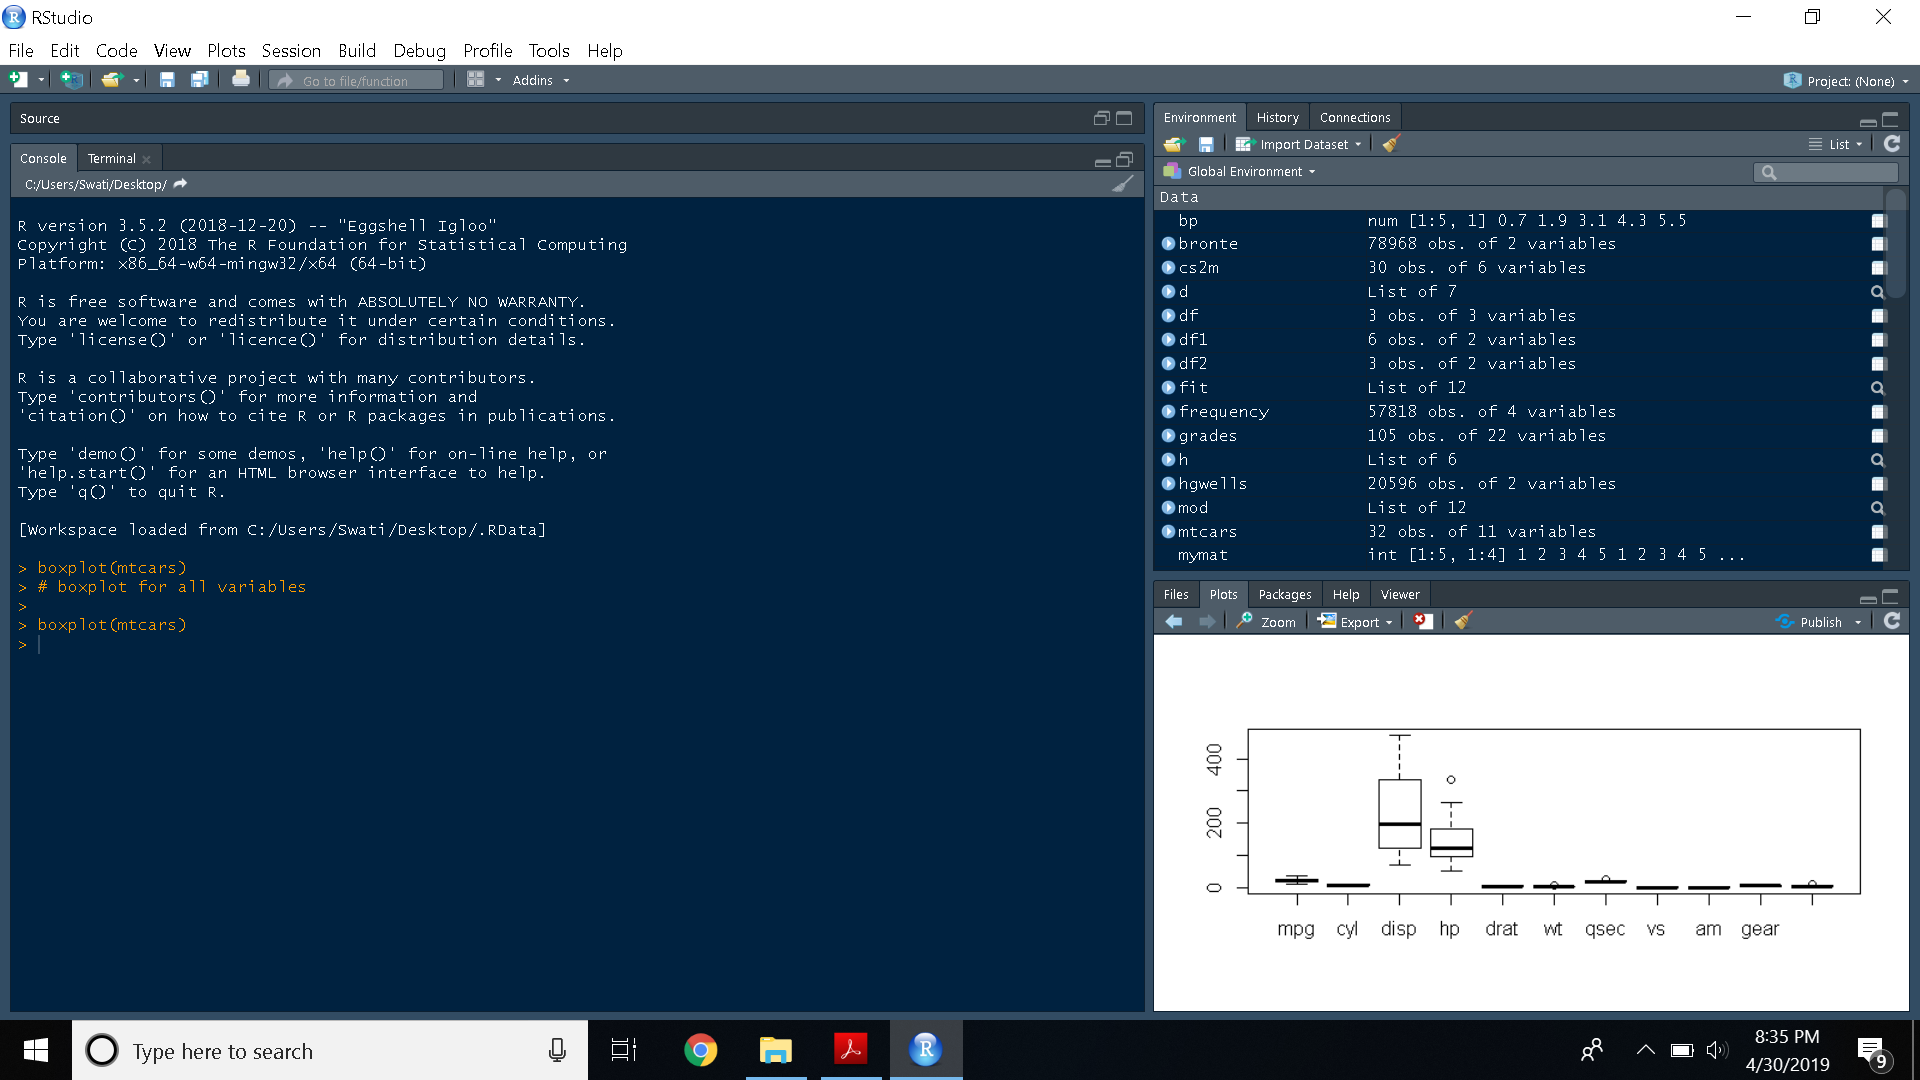 RStudio
File Edit Code View Plots Session Build Debug Profile Tools Help
Go to file/function Addins Project: (None)
Source
Console Terminal
C:/Users/Swati/Desktop/
R version 3.5.2 (2018-12-20) -- "Eggshell Igloo"
Copyright (C) 2018 The R Foundation for Statistical Computing
Platform: x86_64-w64-mingw32/x64 (64-bit)
R is free software and comes with ABSOLUTELY NO WARRANTY.
You are welcome to redistribute it under certain conditions.
Type 'license()' or 'licence()' for distribution details.
R is a collaborative project with many contributors.
Type 'contributors()' for more information and
'citation()' on how to cite R or R packages in publications.
Type 'demo()' for some demos, 'help()' for on-line help, or
'help.start()' for an HTML browser interface to help.
Type 'q()' to quit R.
[Workspace loaded from C:/Users/Swati/Desktop/.RData]
> boxplot(mtcars)
> # boxplot for all variables
>
> boxplot(mtcars)
>
Environment History Connections
Import Dataset List
Global Environment
Data
bp num [1:5, 1] 0.7 1.9 3.1 4.3 5.5
bronte 78968 obs. of 2 variables
cs2m 30 obs. of 6 variables
d List of 7
df 3 obs. of 3 variables
df1 6 obs. of 2 variables
df2 3 obs. of 2 variables
fit List of 12
frequency 57818 obs. of 4 variables
grades 105 obs. of 22 variables
h List of 6
hgwells 20596 obs. of 2 variables
mod List of 12
mtcars 32 obs. of 11 variables
mymat int [1:5, 1:4] 1 2 3 4 5 1 2 3 4 5 ...
Files Plots Packages Help Viewer
Zoom Export Publish
400
200
0
mpg cyl disp hp drat wt qsec vs am gear
Type here to search
8:35 PM
4/30/2019
9